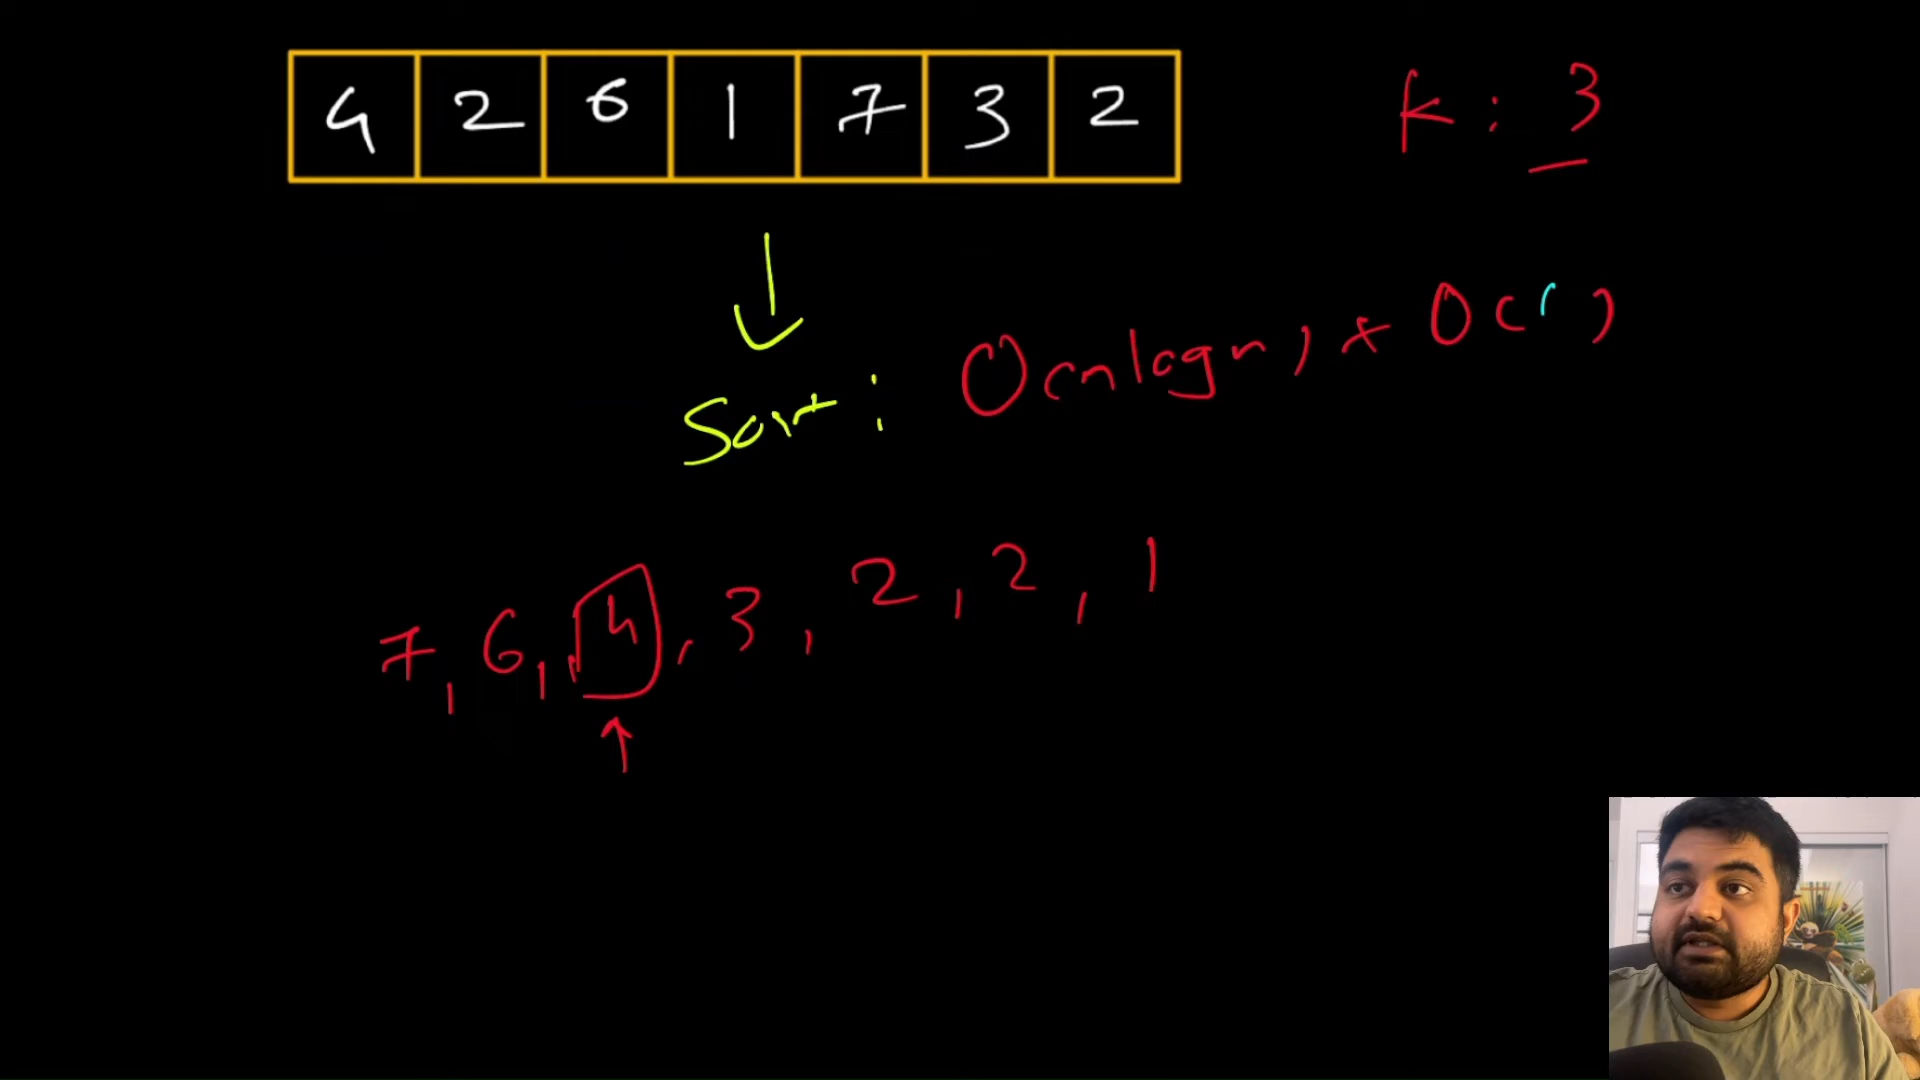 4 2 6 1 7 3 2
k : 3
Sort : O(nlogn) + O( )
7, 6, 4, 3, 2, 2, 1